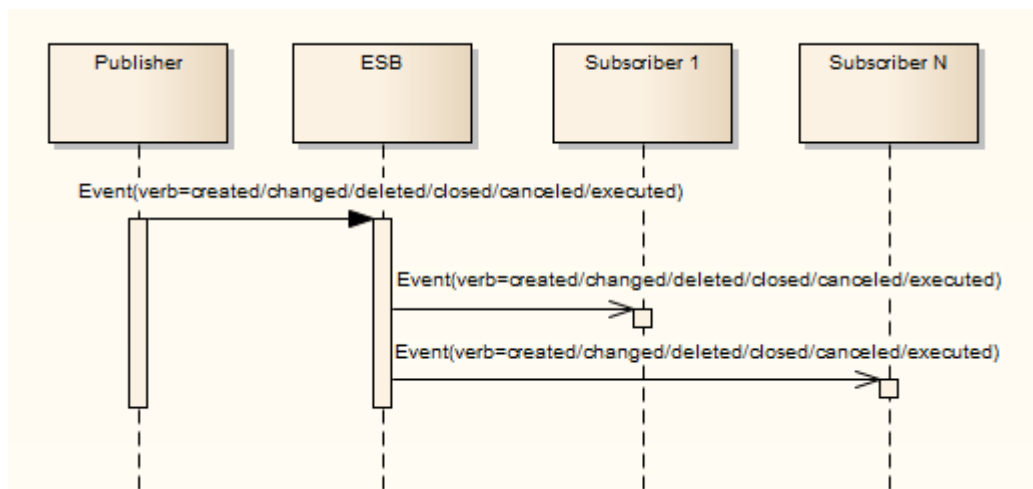 Publisher
ESB
Subscriber 1
Subscriber N
Event(verb=created/changed/deleted/closed/canceled/executed)
Event(verb=created/changed/deleted/closed/canceled/executed)
Event(verb=created/changed/deleted/closed/canceled/executed)